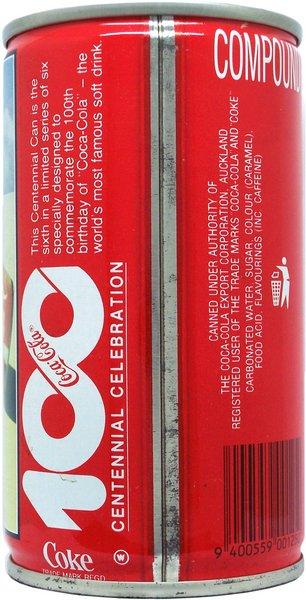 This Centennial Can is the
sixth in a limited series of six
specially designed to
commemorate the 100th
birthday of "Coca-Cola" – the
world's most famous soft drink.
100
Coca-Cola
CENTENNIAL CELEBRATION
Coke
TRADE MARK REGD
W
COMPOUND
CANNED UNDER AUTHORITY OF
THE COCA-COLA EXPORT CORPORATION, AUCKLAND
REGISTERED USER OF THE TRADE MARKS 'COCA-COLA' AND 'COKE'
CARBONATED WATER, SUGAR, COLOUR (CARAMEL),
FOOD ACID, FLAVOURINGS (INC. CAFFEINE)
9 400559 00125